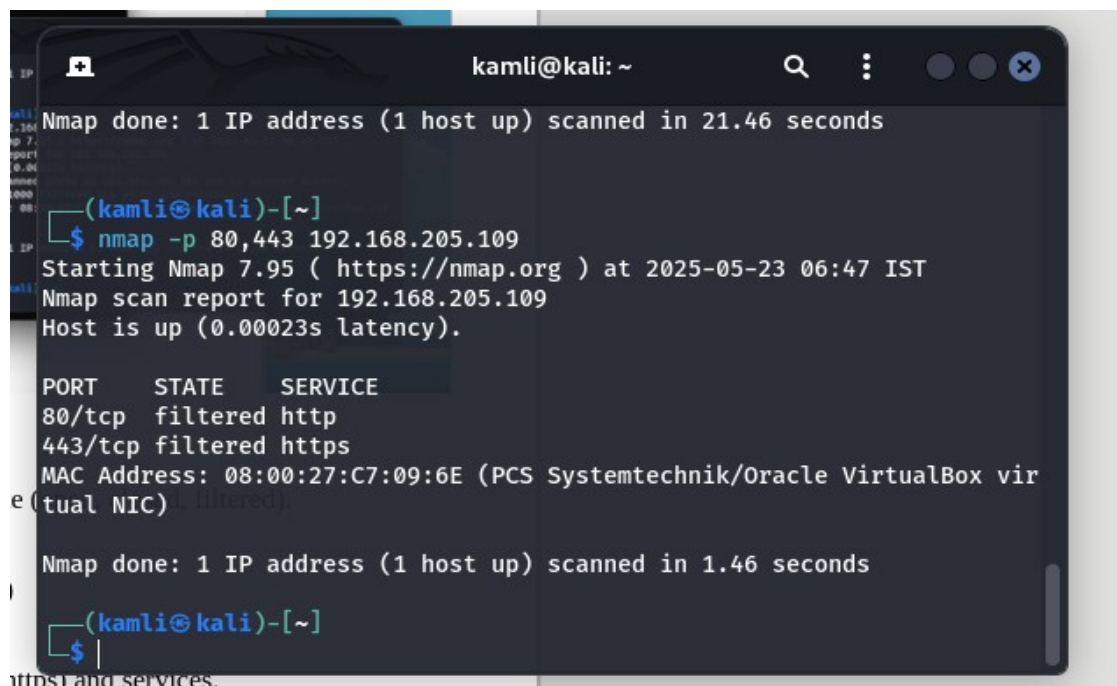 kamli@kali: ~
Nmap done: 1 IP address (1 host up) scanned in 21.46 seconds
┌──(kamli㉿kali)-[~]
└─$ nmap -p 80,443 192.168.205.109
Starting Nmap 7.95 ( https://nmap.org ) at 2025-05-23 06:47 IST
Nmap scan report for 192.168.205.109
Host is up (0.00023s latency).
PORT    STATE    SERVICE
80/tcp  filtered http
443/tcp filtered https
MAC Address: 08:00:27:C7:09:6E (PCS Systemtechnik/Oracle VirtualBox vir
tual NIC)
Nmap done: 1 IP address (1 host up) scanned in 1.46 seconds
┌──(kamli㉿kali)-[~]
└─$
and services.